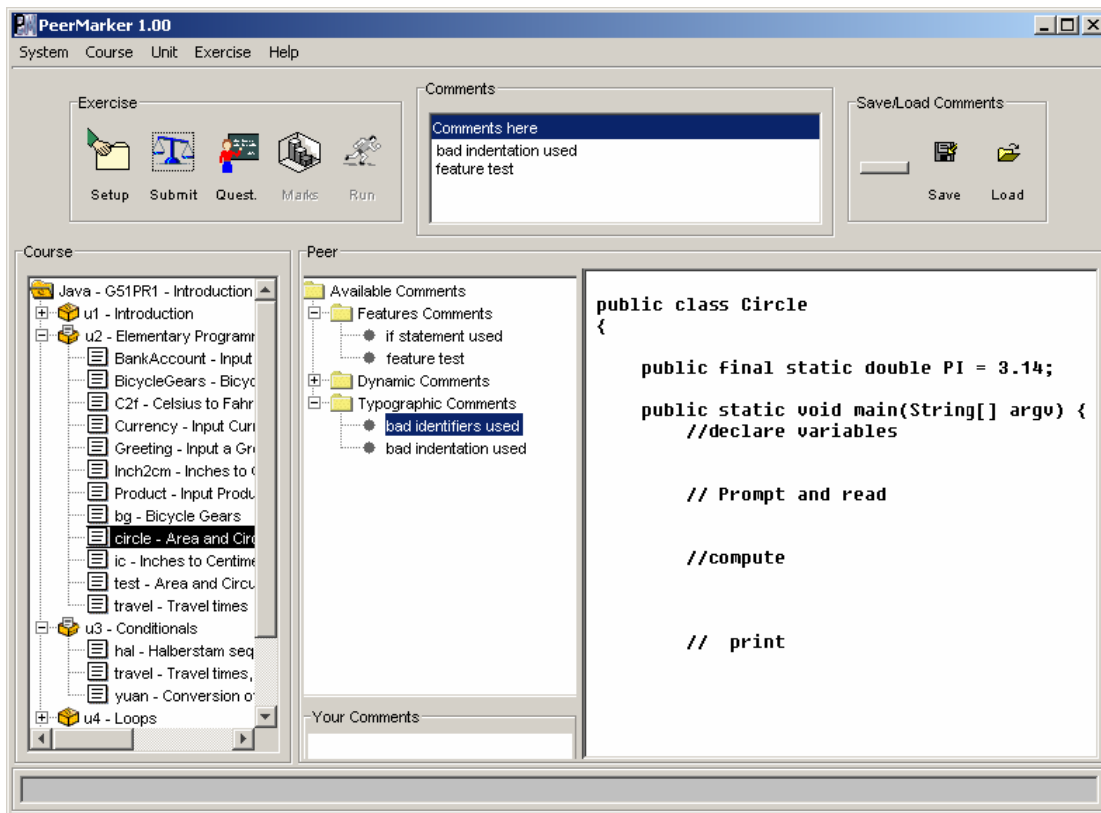 PeerMarker 1.00
System Course Unit Exercise Help
Exercise
Setup Submit Quest. Marks Run
Comments
Comments here
bad indentation used
feature test
Save/Load Comments
Save Load
Course
Java - G51PR1 - Introduction
u1 - Introduction
u2 - Elementary Programm
BankAccount - Input
BicycleGears - Bicyc
C2f - Celsius to Fahr
Currency - Input Curr
Greeting - Input a Gre
Inch2cm - Inches to C
Product - Input Produ
bg - Bicycle Gears
circle - Area and Circ
ic - Inches to Centime
test - Area and Circu
travel - Travel times
u3 - Conditionals
hal - Halberstam seq
travel - Travel times,
yuan - Conversion o
u4 - Loops
Peer
Available Comments
Features Comments
if statement used
feature test
Dynamic Comments
Typographic Comments
bad identifiers used
bad indentation used
Your Comments
public class Circle
{
public final static double PI = 3.14;
public static void main(String[] argv) {
//declare variables
// Prompt and read
//compute
// print